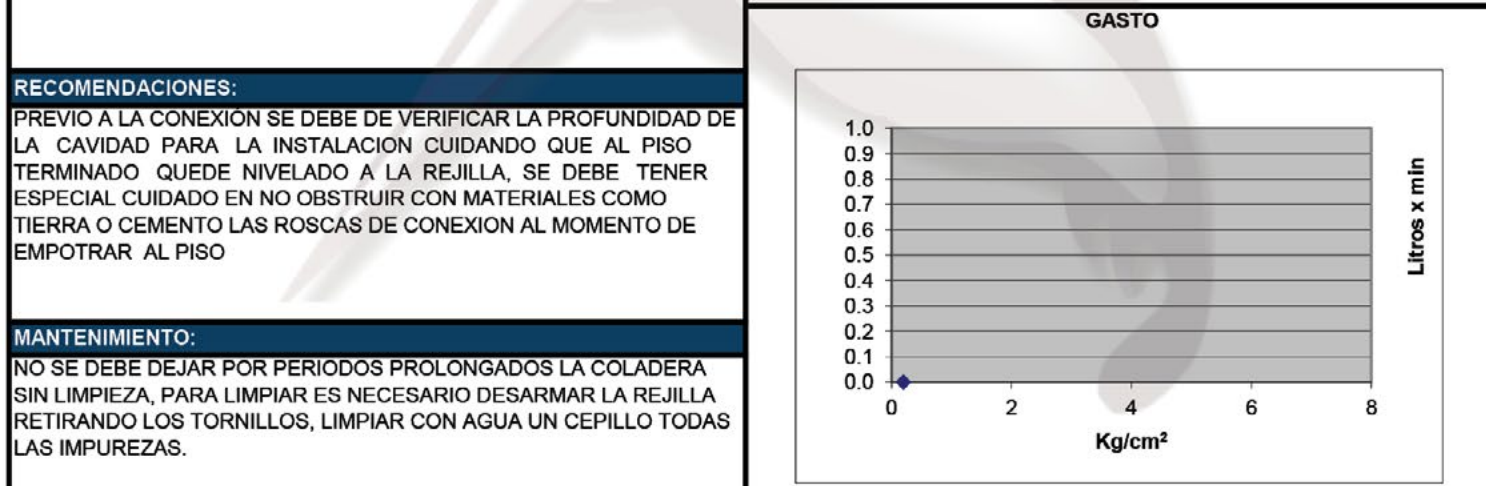 RECOMENDACIONES:
PREVIO A LA CONEXIÓN SE DEBE DE VERIFICAR LA PROFUNDIDAD DE
LA CAVIDAD PARA LA INSTALACION CUIDANDO QUE AL PISO
TERMINADO QUEDE NIVELADO A LA REJILLA, SE DEBE TENER
ESPECIAL CUIDADO EN NO OBSTRUIR CON MATERIALES COMO
TIERRA O CEMENTO LAS ROSCAS DE CONEXION AL MOMENTO DE
EMPOTRAR AL PISO
MANTENIMIENTO:
NO SE DEBE DEJAR POR PERIODOS PROLONGADOS LA COLADERA
SIN LIMPIEZA, PARA LIMPIAR ES NECESARIO DESARMAR LA REJILLA
RETIRANDO LOS TORNILLOS, LIMPIAR CON AGUA UN CEPILLO TODAS
LAS IMPUREZAS.
GASTO
1.0
0.9
0.8
0.7
0.6
0.5
0.4
0.3
0.2
0.1
0.0
0 2 4 6 8
Kg/cm²
Litros x min